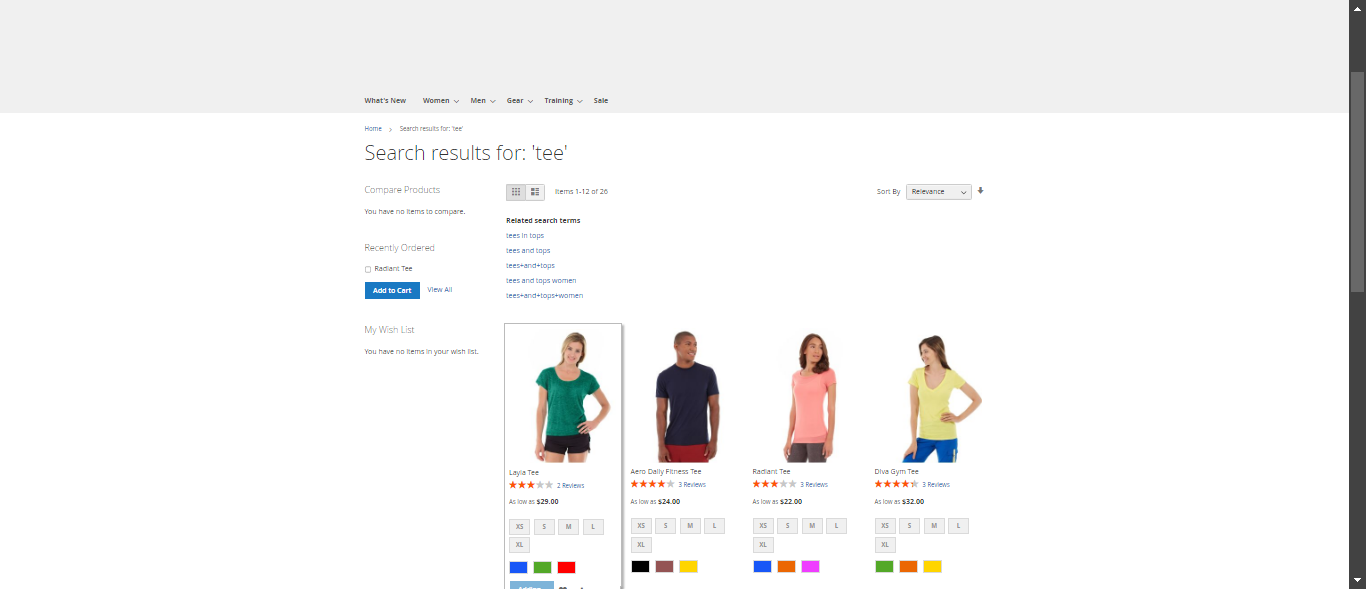 What's New
Women
Men
Gear
Training
Sale
Home
Search results for: 'tee'
Search results for: 'tee'
Compare Products
You have no items to compare.
Recently Ordered
Radiant Tee
Add to Cart
View All
My Wish List
You have no items in your wish list.
Items 1-12 of 26
Sort By
Relevance
Related search terms
tees in tops
tees and tops
tees+and+tops
tees and tops women
tees+and+tops+women
Layla Tee
2 Reviews
As low as $29.00
XS S M L
XL
Aero Daily Fitness Tee
3 Reviews
As low as $24.00
XS S M L
XL
Radiant Tee
3 Reviews
As low as $22.00
XS S M L
XL
Diva Gym Tee
3 Reviews
As low as $32.00
XS S M L
XL